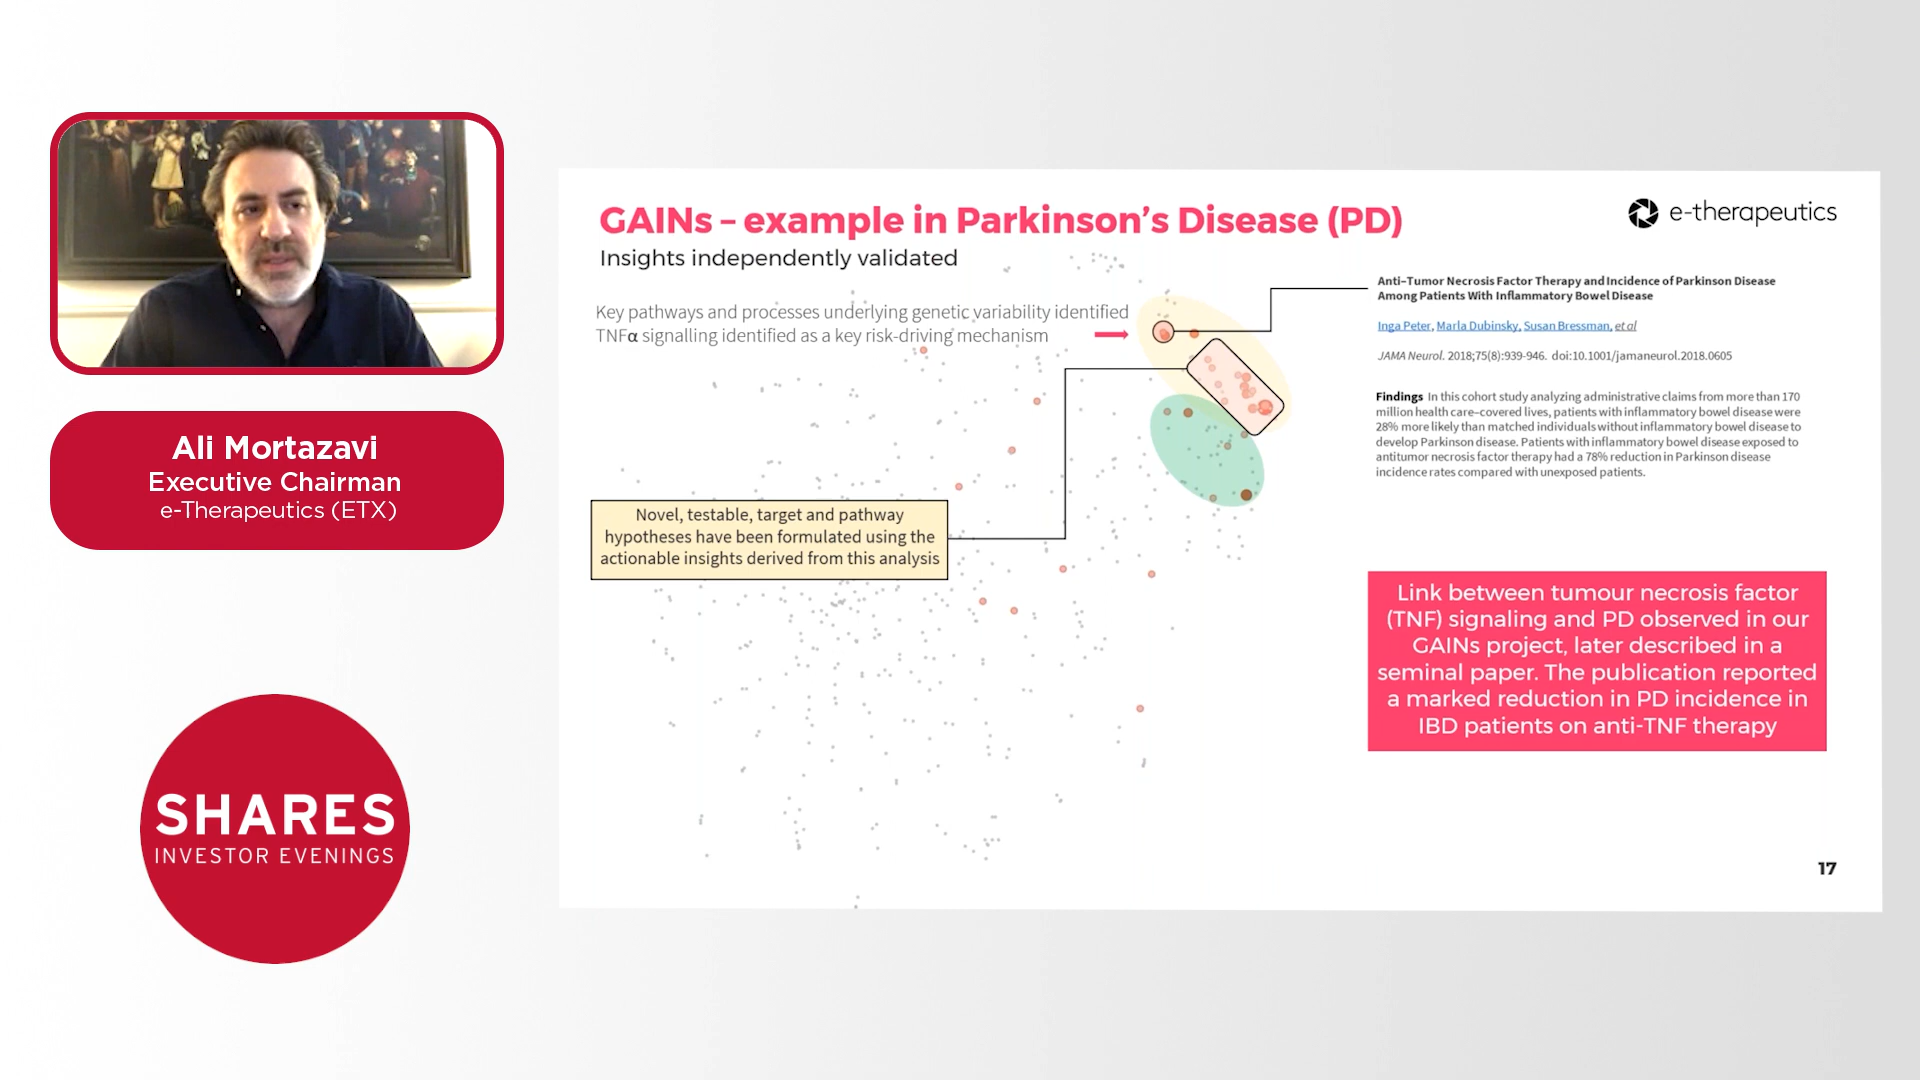 Ali Mortazavi
Executive Chairman
e-Therapeutics (ETX)
SHARES
INVESTOR EVENINGS
GAINs – example in Parkinson's Disease (PD)
Insights independently validated
e-therapeutics
Key pathways and processes underlying genetic variability identified
TNFα signalling identified as a key risk-driving mechanism
Novel, testable, target and pathway
hypotheses have been formulated using the
actionable insights derived from this analysis
Anti–Tumor Necrosis Factor Therapy and Incidence of Parkinson Disease
Among Patients With Inflammatory Bowel Disease
Inga Peter, Marla Dubinsky, Susan Bressman, et al
JAMA Neurol. 2018;75(8):939-946. doi:10.1001/jamaneurol.2018.0605
Findings In this cohort study analyzing administrative claims from more than 170
million health care–covered lives, patients with inflammatory bowel disease were
28% more likely than matched individuals without inflammatory bowel disease to
develop Parkinson disease. Patients with inflammatory bowel disease exposed to
antitumor necrosis factor therapy had a 78% reduction in Parkinson disease
incidence rates compared with unexposed patients.
Link between tumour necrosis factor
(TNF) signaling and PD observed in our
GAINs project, later described in a
seminal paper. The publication reported
a marked reduction in PD incidence in
IBD patients on anti-TNF therapy
17